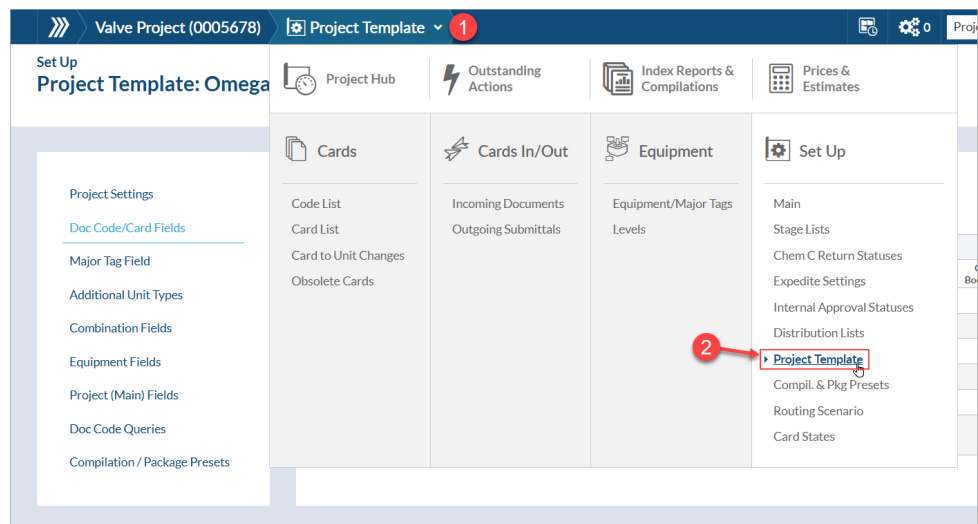 Valve Project (0005678)
Project Template
1
0
Proj
Set Up
Project Template: Omega
Project Hub
Outstanding
Actions
Index Reports &
Compilations
Prices &
Estimates
Cards
Code List
Card List
Card to Unit Changes
Obsolete Cards
Cards In/Out
Incoming Documents
Outgoing Submittals
Equipment
Equipment/Major Tags
Levels
Set Up
Main
Stage Lists
Chem C Return Statuses
Expedite Settings
Internal Approval Statuses
Distribution Lists
2
Project Template
Compil. & Pkg Presets
Routing Scenario
Card States
Project Settings
Doc Code/Card Fields
Major Tag Field
Additional Unit Types
Combination Fields
Equipment Fields
Project (Main) Fields
Doc Code Queries
Compilation / Package Presets